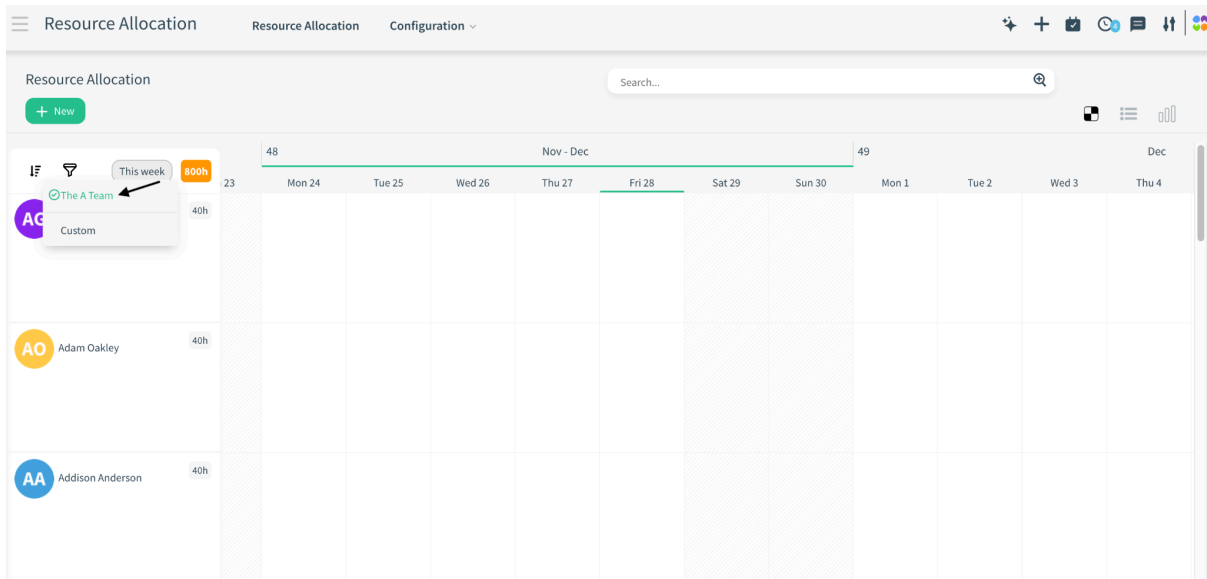 Resource Allocation
Resource Allocation
Configuration
4
Resource Allocation
Search...
+ New
48
Nov - Dec
49
Dec
This week
800h
23
Mon 24
Tue 25
Wed 26
Thu 27
Fri 28
Sat 29
Sun 30
Mon 1
Tue 2
Wed 3
Thu 4
The A Team
AG
40h
Custom
AO
Adam Oakley
40h
AA
Addison Anderson
40h